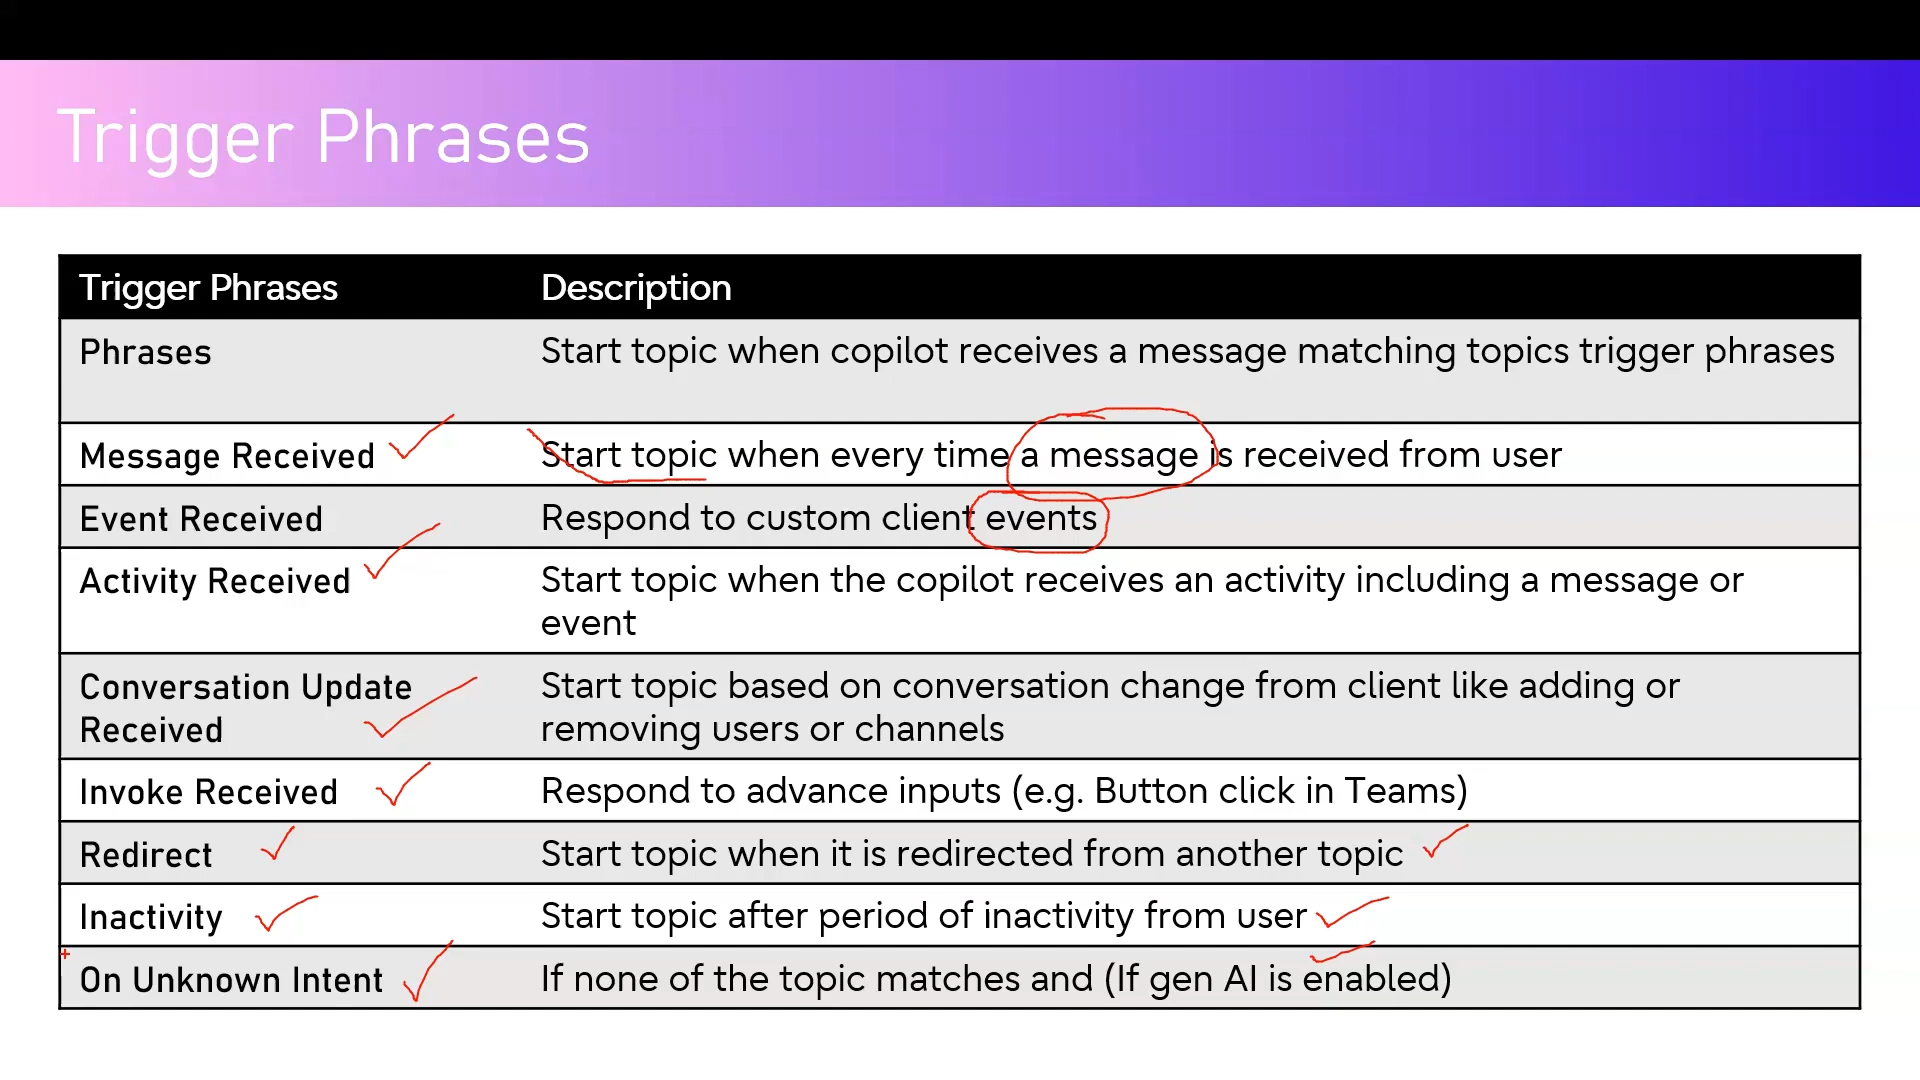 Trigger Phrases
Trigger Phrases Description
Phrases Start topic when copilot receives a message matching topics trigger phrases
Message Received Start topic when every time a message is received from user
Event Received Respond to custom client events
Activity Received Start topic when the copilot receives an activity including a message or
event
Conversation Update Start topic based on conversation change from client like adding or
Received removing users or channels
Invoke Received Respond to advance inputs (e.g. Button click in Teams)
Redirect Start topic when it is redirected from another topic
Inactivity Start topic after period of inactivity from user
On Unknown Intent If none of the topic matches and (If gen AI is enabled)